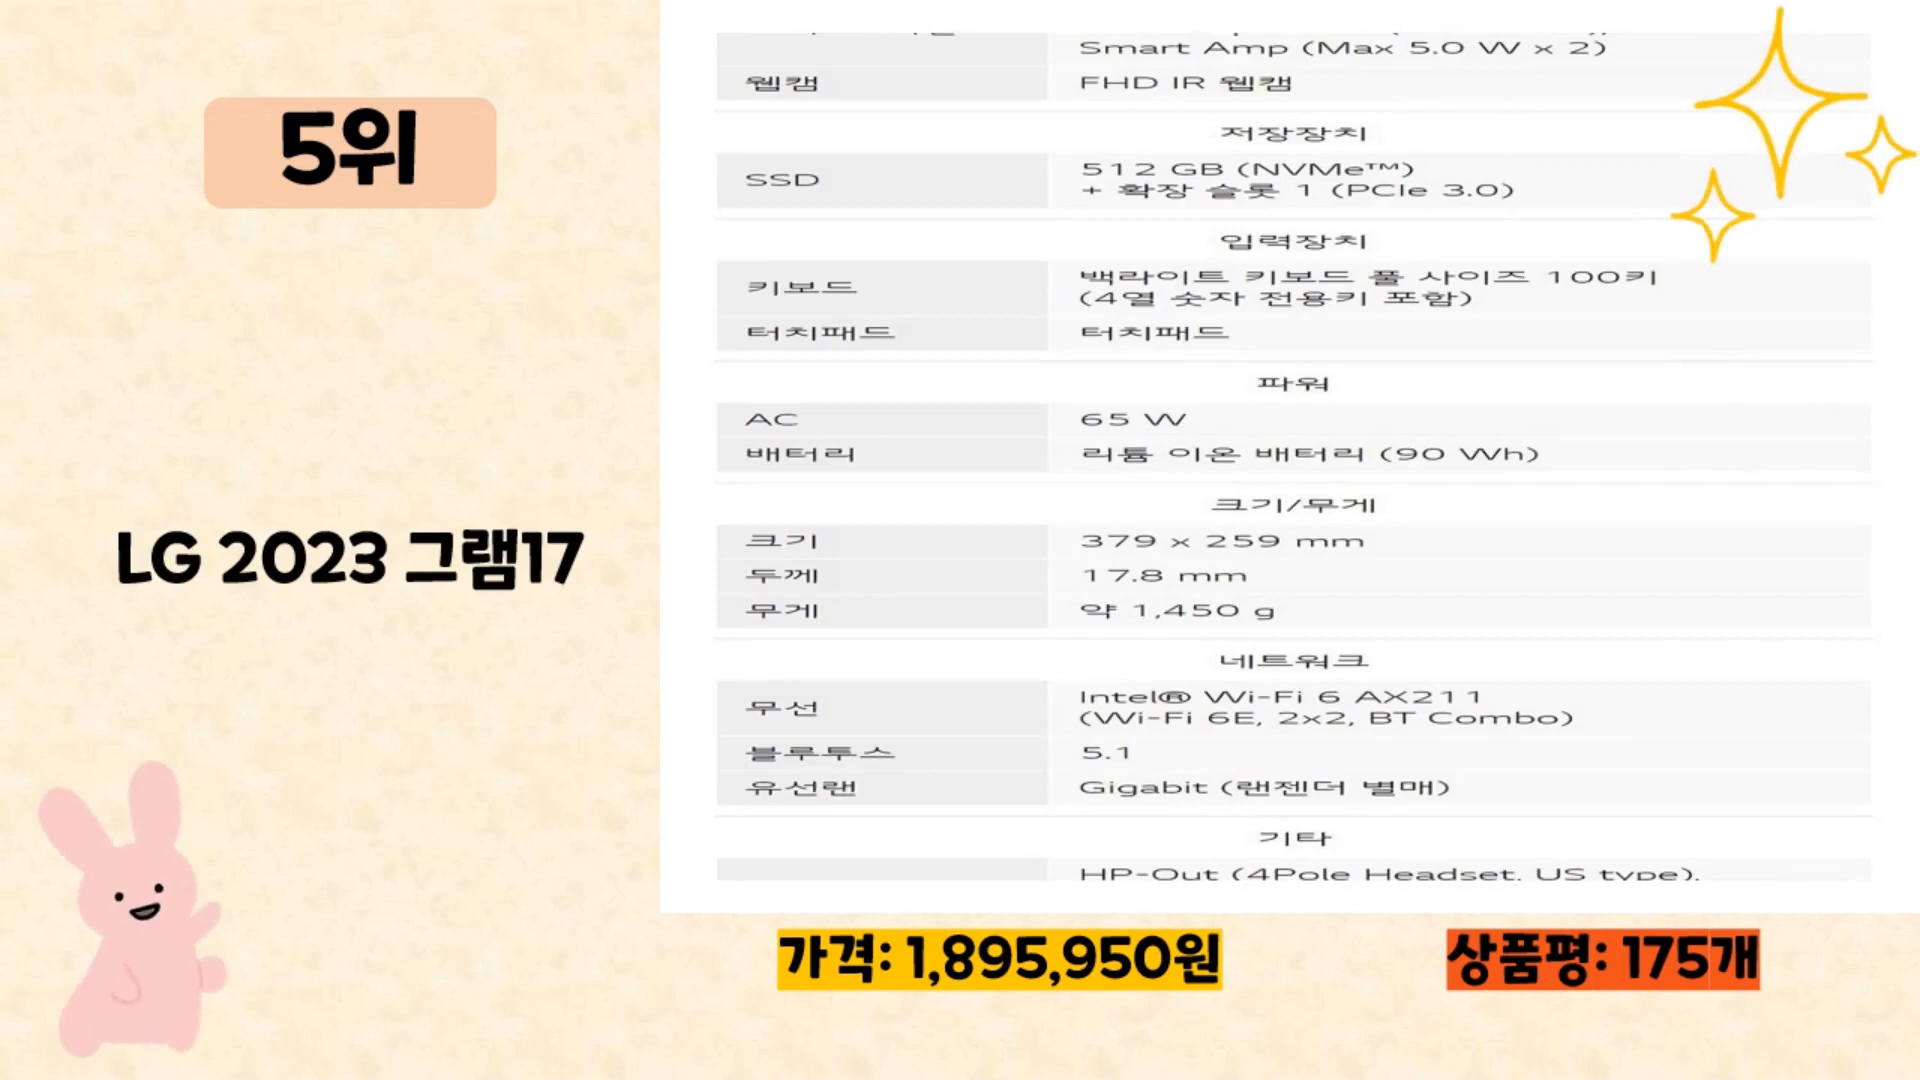 5위
LG 2023 그램17
Smart Amp (Max 5.0 W x 2)
웹캠 FHD IR 웹캠
저장장치
SSD 512 GB (NVMe™)
+ 확장 슬롯 1 (PCIe 3.0)
입력장치
키보드 백라이트 키보드 풀 사이즈 100키
(4열 숫자 전용키 포함)
터치패드 터치패드
파워
AC 65 W
배터리 리튬 이온 배터리 (90 Wh)
크기/무게
크기 379 x 259 mm
두께 17.8 mm
무게 약 1,450 g
네트워크
무선 Intel® Wi-Fi 6 AX211
(Wi-Fi 6E, 2x2, BT Combo)
블루투스 5.1
유선랜 Gigabit (랜젠더 별매)
기타
HP-Out (4Pole Headset, US type),
가격: 1,895,950원
상품평: 175개